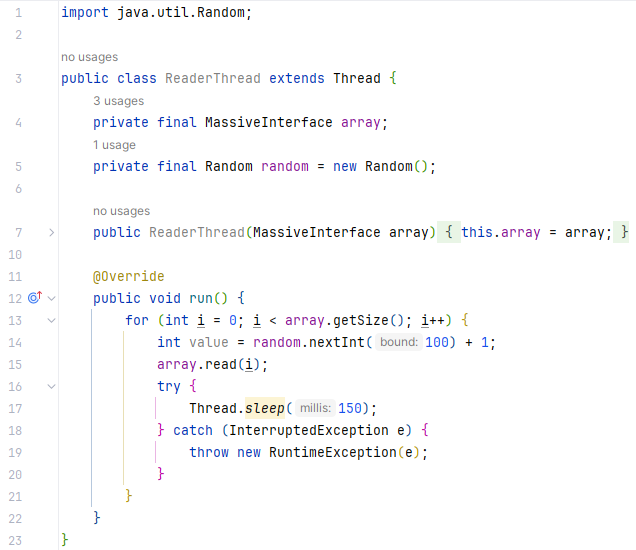 1 import java.util.Random;
2
no usages
3 public class ReaderThread extends Thread {
3 usages
4 private final MassiveInterface array;
1 usage
5 private final Random random = new Random();
6
no usages
7 public ReaderThread(MassiveInterface array) { this.array = array; }
10
11 @Override
12 public void run() {
13 for (int i = 0; i < array.getSize(); i++) {
14 int value = random.nextInt( bound: 100) + 1;
15 array.read(i);
16 try {
17 Thread.sleep( millis: 150);
18 } catch (InterruptedException e) {
19 throw new RuntimeException(e);
20 }
21 }
22 }
23 }